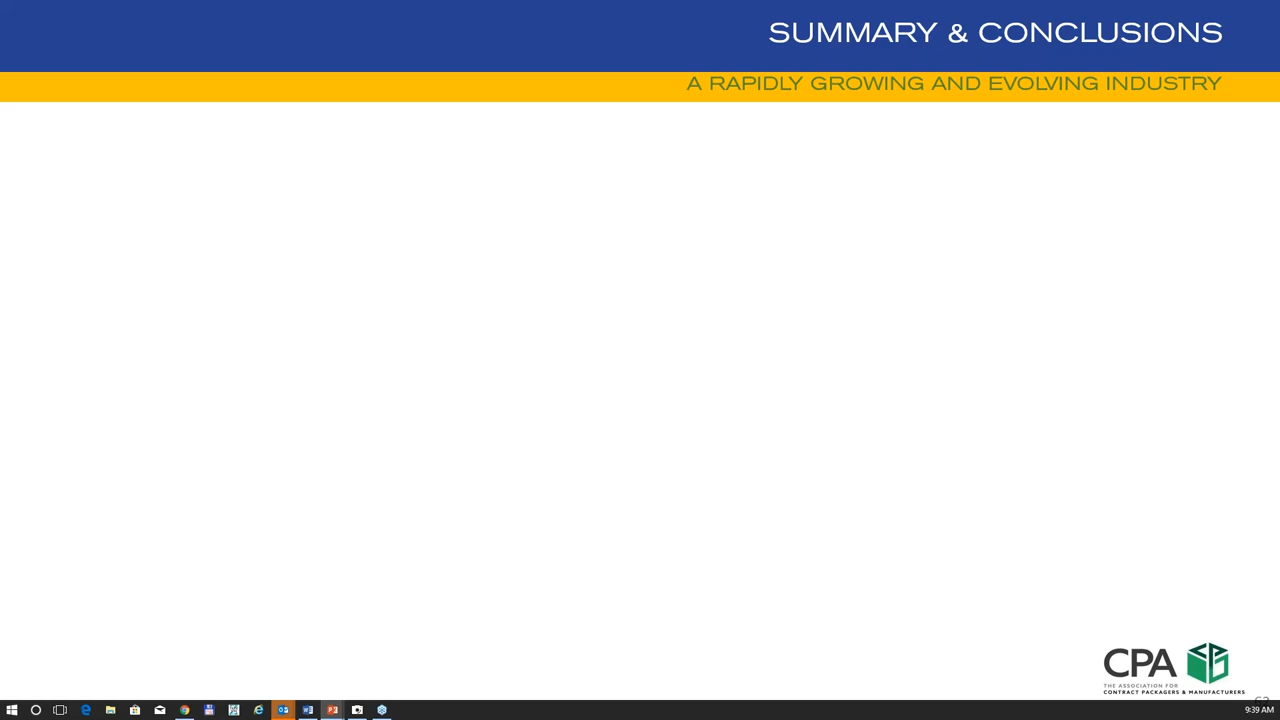 SUMMARY & CONCLUSIONS
A RAPIDLY GROWING AND EVOLVING INDUSTRY
CPA
THE ASSOCIATION FOR
CONTRACT PACKAGERS & MANUFACTURERS
9:39 AM